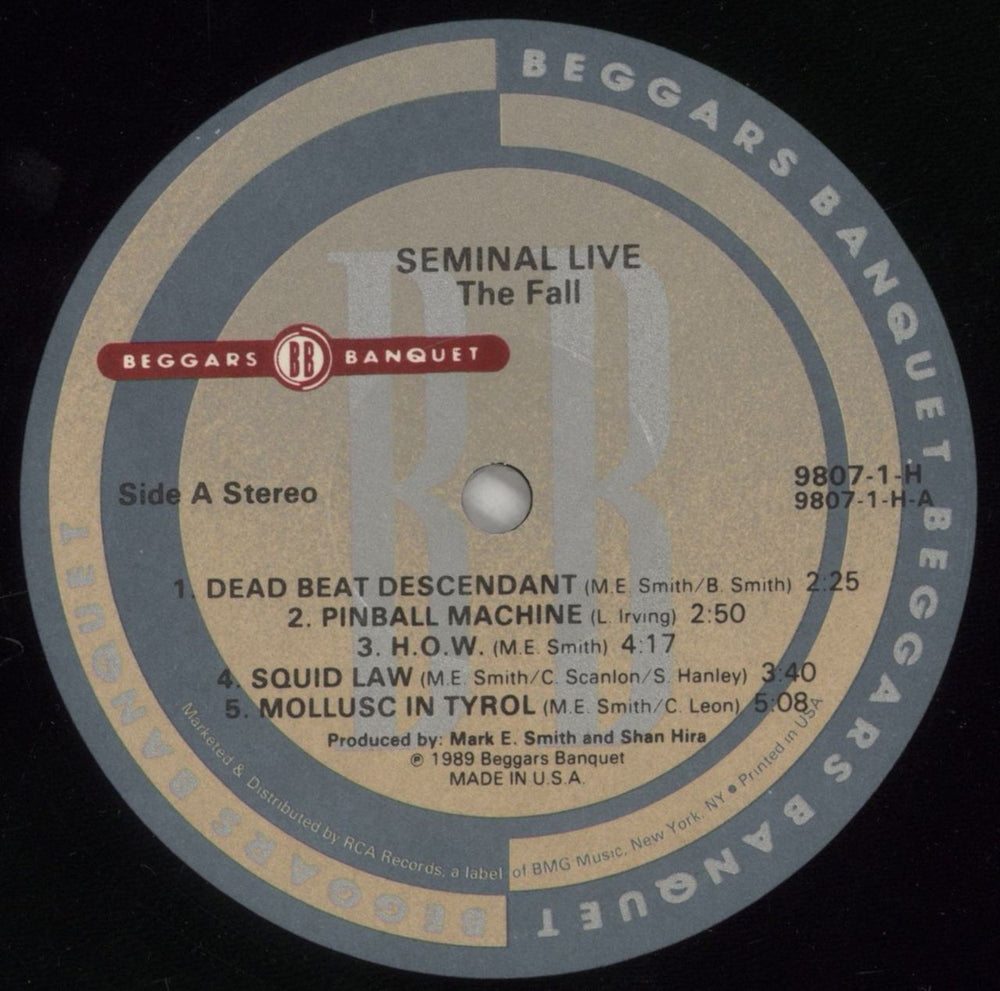 BEGGARS BANQUET BEGGARS BANQUET BEGGARS BANQUET
SEMINAL LIVE
The Fall
BEGGARS BB BANQUET
Side A Stereo
9807-1-H
9807-1-H-A
1. DEAD BEAT DESCENDANT (M.E. Smith/B. Smith) 2:25
2. PINBALL MACHINE (L. Irving) 2:50
3. H.O.W. (M.E. Smith) 4:17
4. SQUID LAW (M.E. Smith/C. Scanlon/S. Hanley) 3:40
5. MOLLUSC IN TYROL (M.E. Smith/C. Leon) 5:08
Produced by: Mark E. Smith and Shan Hira
℗ 1989 Beggars Banquet
MADE IN U.S.A.
Marketed & Distributed by RCA Records, a label of BMG Music, New York, NY ● Printed in USA
BB